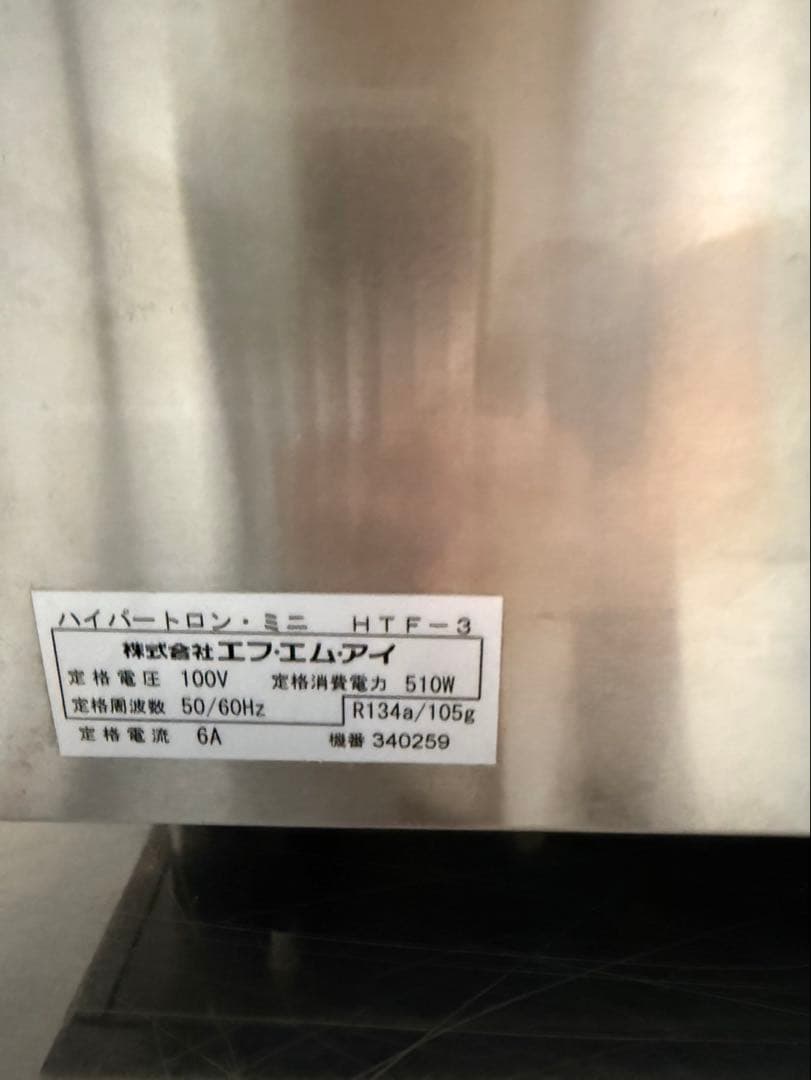 ハイパートロン・ミニ HTF-3
株式会社エフ・エム・アイ
定格電圧 100V 定格消費電力 510W
定格周波数 50/60Hz R134a/105g
定格電流 6A 機番 340259